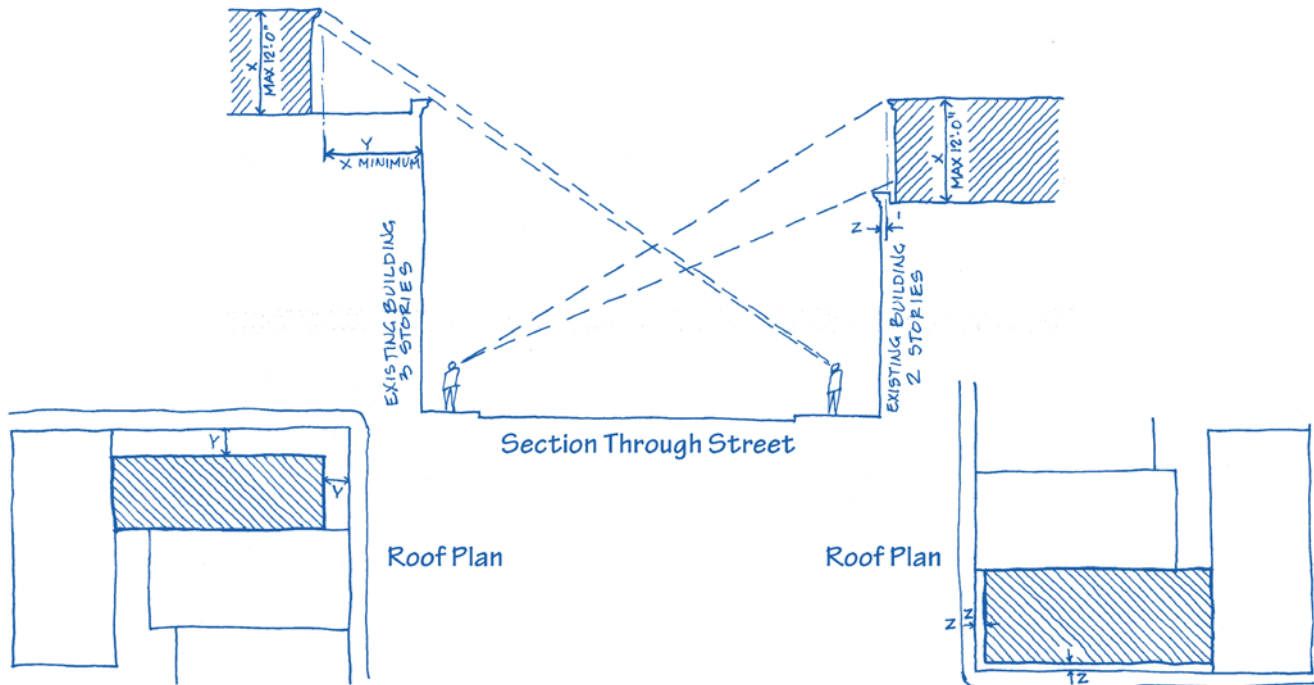 X
MAX 12'-0"
Y
X MINIMUM
EXISTING BUILDING
3 STORIES
X
MAX 12'-0"
Z
EXISTING BUILDING
2 STORIES
Section Through Street
Y
Y
Roof Plan
Roof Plan
Z
Z
Z